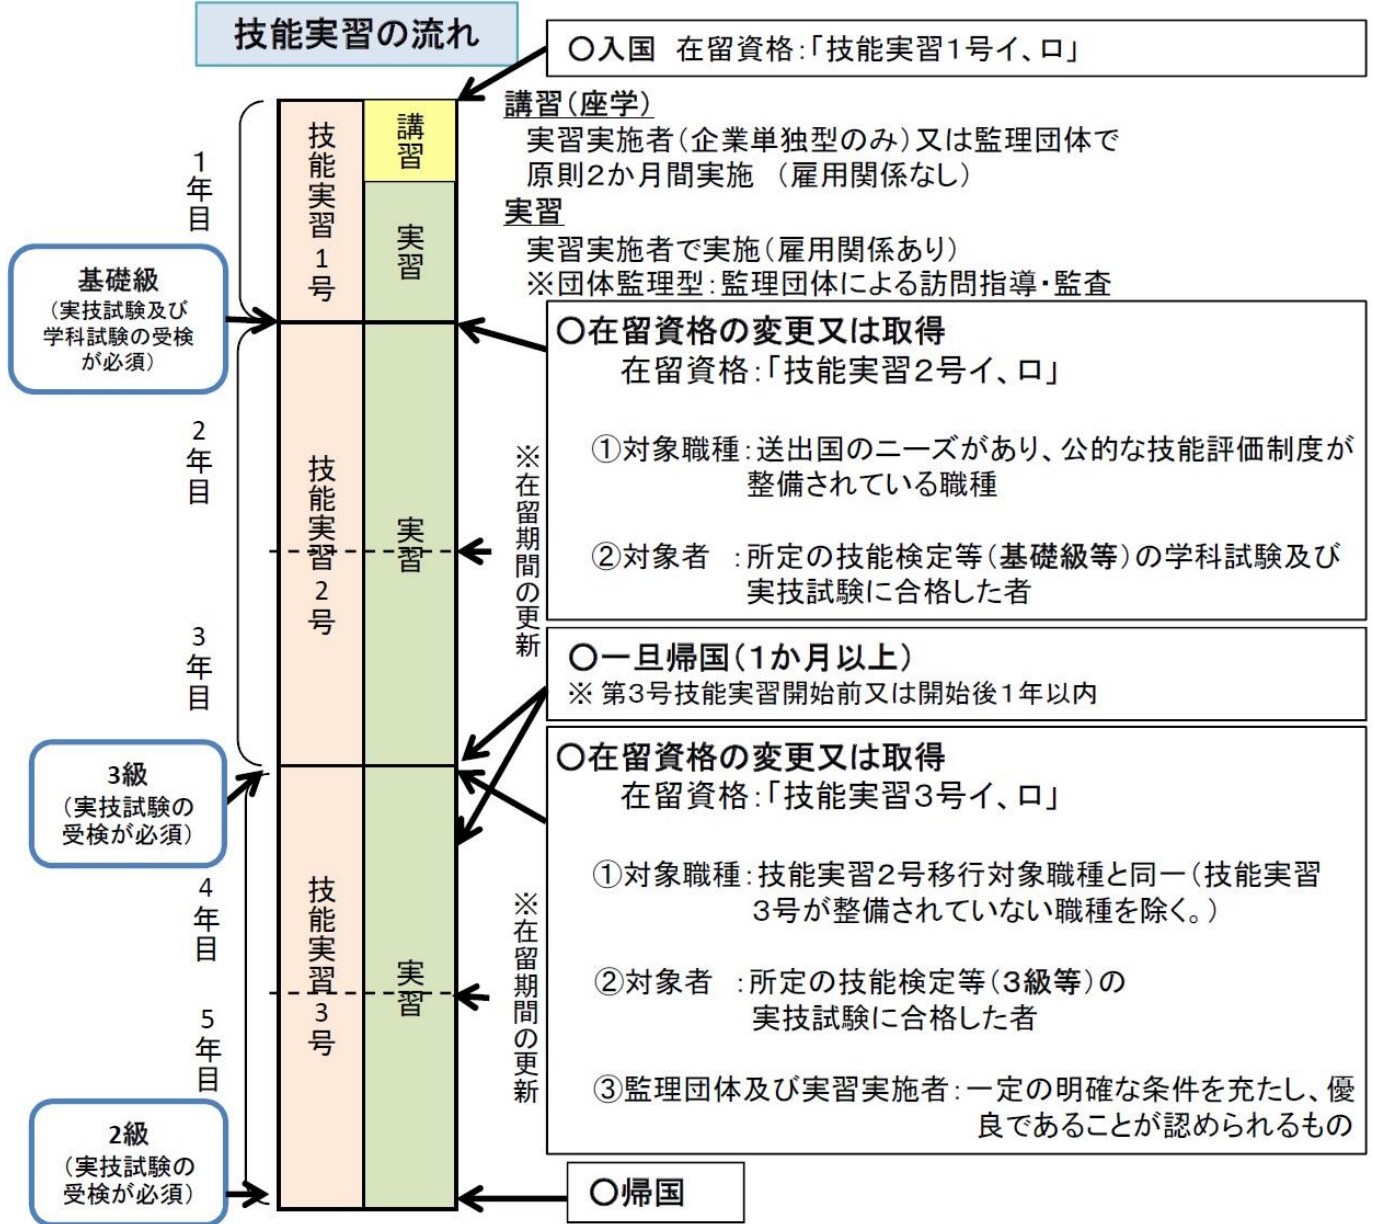 技能実習の流れ
○入国 在留資格：「技能実習１号イ、ロ」
講習（座学）
実習実施者（企業単独型のみ）又は監理団体で
原則２か月間実施 （雇用関係なし）
実習
実習実施者で実施（雇用関係あり）
※団体監理型：監理団体による訪問指導・監査
○在留資格の変更又は取得
在留資格：「技能実習２号イ、ロ」
①対象職種：送出国のニーズがあり、公的な技能評価制度が
整備されている職種
②対象者 ：所定の技能検定等（基礎級等）の学科試験及び
実技試験に合格した者
○一旦帰国（１か月以上）
※ 第３号技能実習開始前又は開始後１年以内
○在留資格の変更又は取得
在留資格：「技能実習３号イ、ロ」
①対象職種：技能実習２号移行対象職種と同一（技能実習
３号が整備されていない職種を除く。）
②対象者 ：所定の技能検定等（３級等）の
実技試験に合格した者
③監理団体及び実習実施者：一定の明確な条件を充たし、優
良であることが認められるもの
○帰国
１年目
２年目
３年目
４年目
５年目
基礎級
（実技試験及び
学科試験の受検
が必須）
3級
（実技試験の
受検が必須）
2級
（実技試験の
受検が必須）
技能実習1号
講習
実習
技能実習2号
実習
技能実習3号
実習
※在留期間の更新
※在留期間の更新